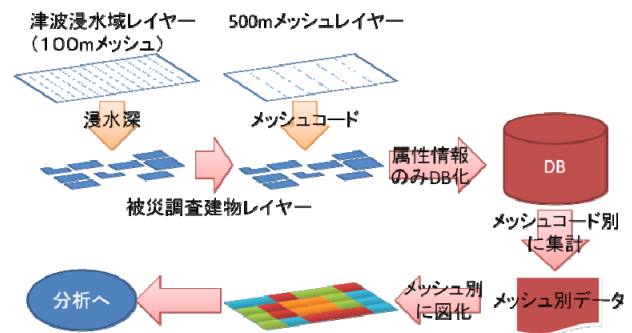 津波浸水域レイヤー
（100mメッシュ）
500mメッシュレイヤー
浸水深
メッシュコード
属性情報
のみDB化
DB
被災調査建物レイヤー
メッシュコード別
に集計
分析へ
メッシュ別
に図化
メッシュ別データ